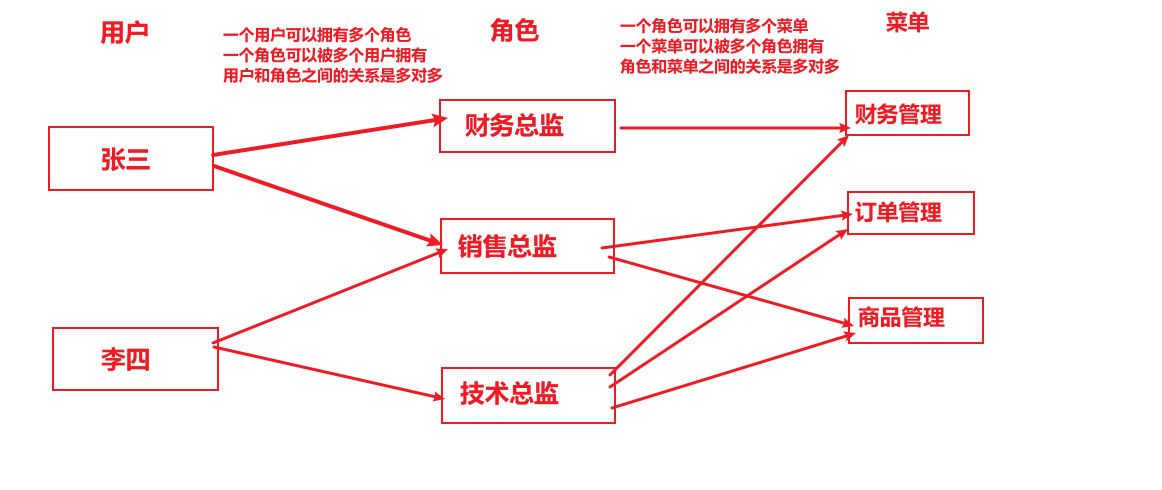 用户
一个用户可以拥有多个角色
一个角色可以被多个用户拥有
用户和角色之间的关系是多对多
角色
一个角色可以拥有多个菜单
一个菜单可以被多个角色拥有
角色和菜单之间的关系是多对多
菜单
张三
财务总监
财务管理
销售总监
订单管理
李四
技术总监
商品管理